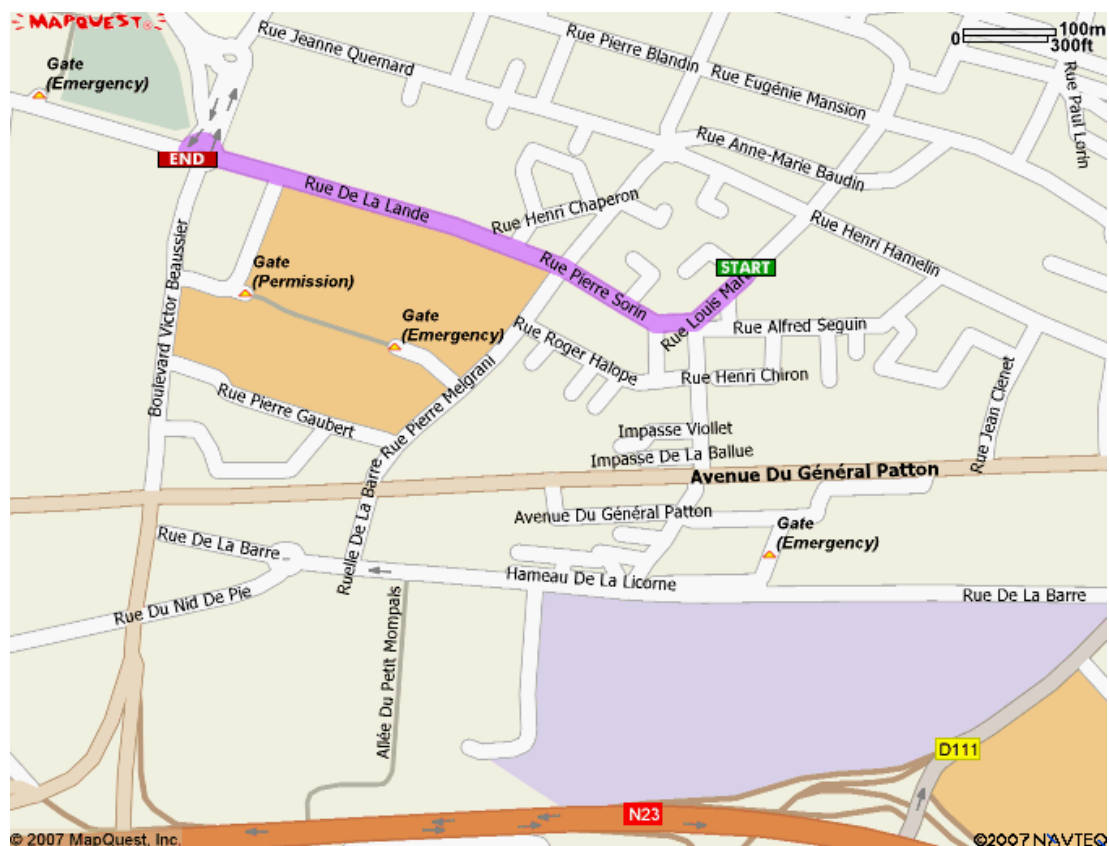 MAPQUEST
100m
0
300ft
Rue Jeanne Quemard
Rue Pierre Blandin
Rue Eugénie Mansion
Rue Paul Lorin
Gate
(Emergency)
Rue Anne-Marie Baudin
END
Rue De La Lande
Rue Henri Chaperon
Rue Henri Hamelin
Boulevard Victor Beaussier
Gate
(Permission)
Rue Pierre Sorin
START
Rue Louis
Gate
(Emergency)
Rue Alfred Seguin
Rue Roger Halope
Rue Henri Chiron
Rue Jean Clenet
Rue Pierre Gaubert
Rue Pierre Melgrani
Impasse Viollet
Impasse De La Ballue
Avenue Du Général Patton
Avenue Du Général Patton
Gate
(Emergency)
Rue De La Barre
Ruelle De La Barre
Hameau De La Licorne
Rue De La Barre
Rue Du Nid De Pie
Allée Du Petit Mompais
D111
N23
© 2007 MapQuest, Inc.
©2007 NAVTEQ